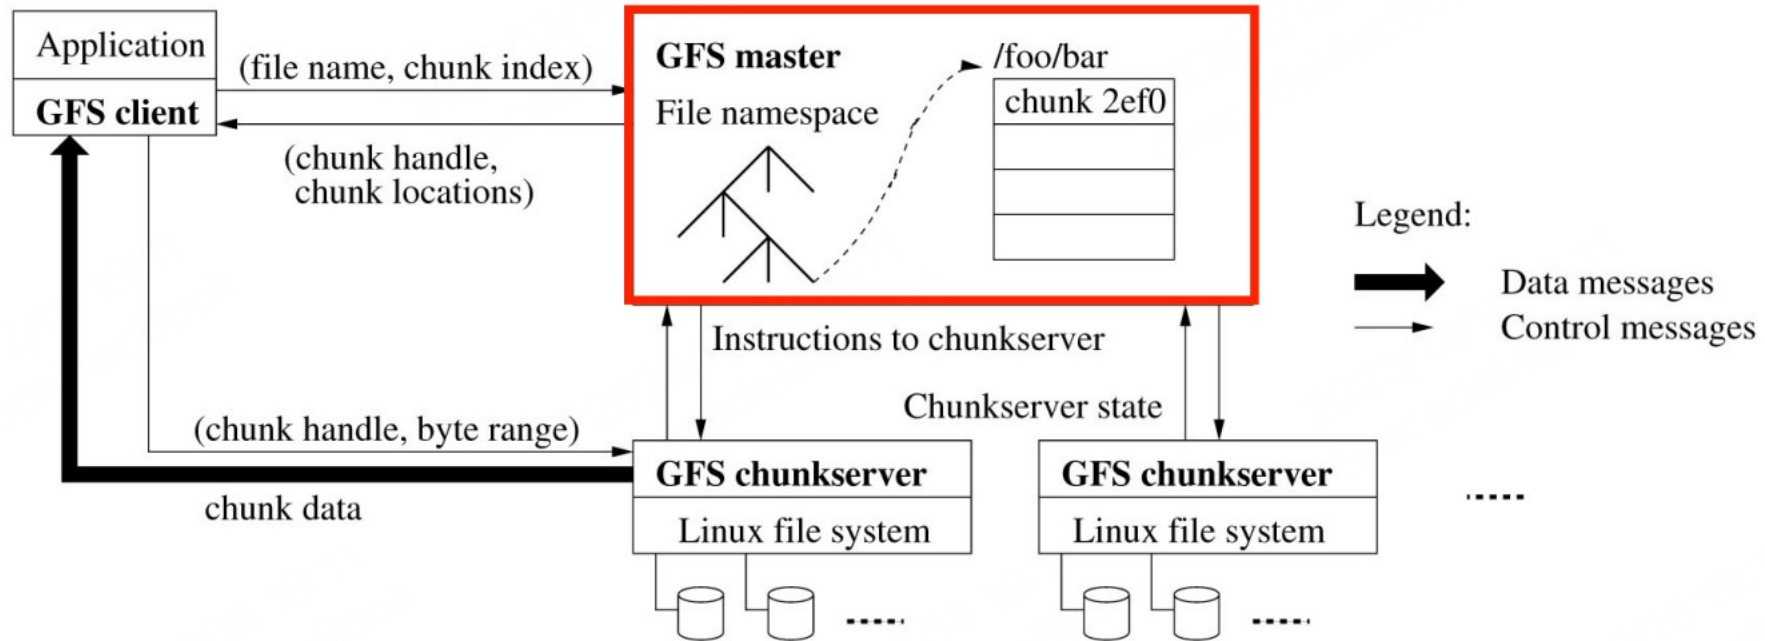 Application
GFS client
(file name, chunk index)
(chunk handle,
chunk locations)
GFS master
File namespace
/foo/bar
chunk 2ef0
Legend:
Data messages
Control messages
Instructions to chunkserver
Chunkserver state
(chunk handle, byte range)
chunk data
GFS chunkserver
Linux file system
GFS chunkserver
Linux file system